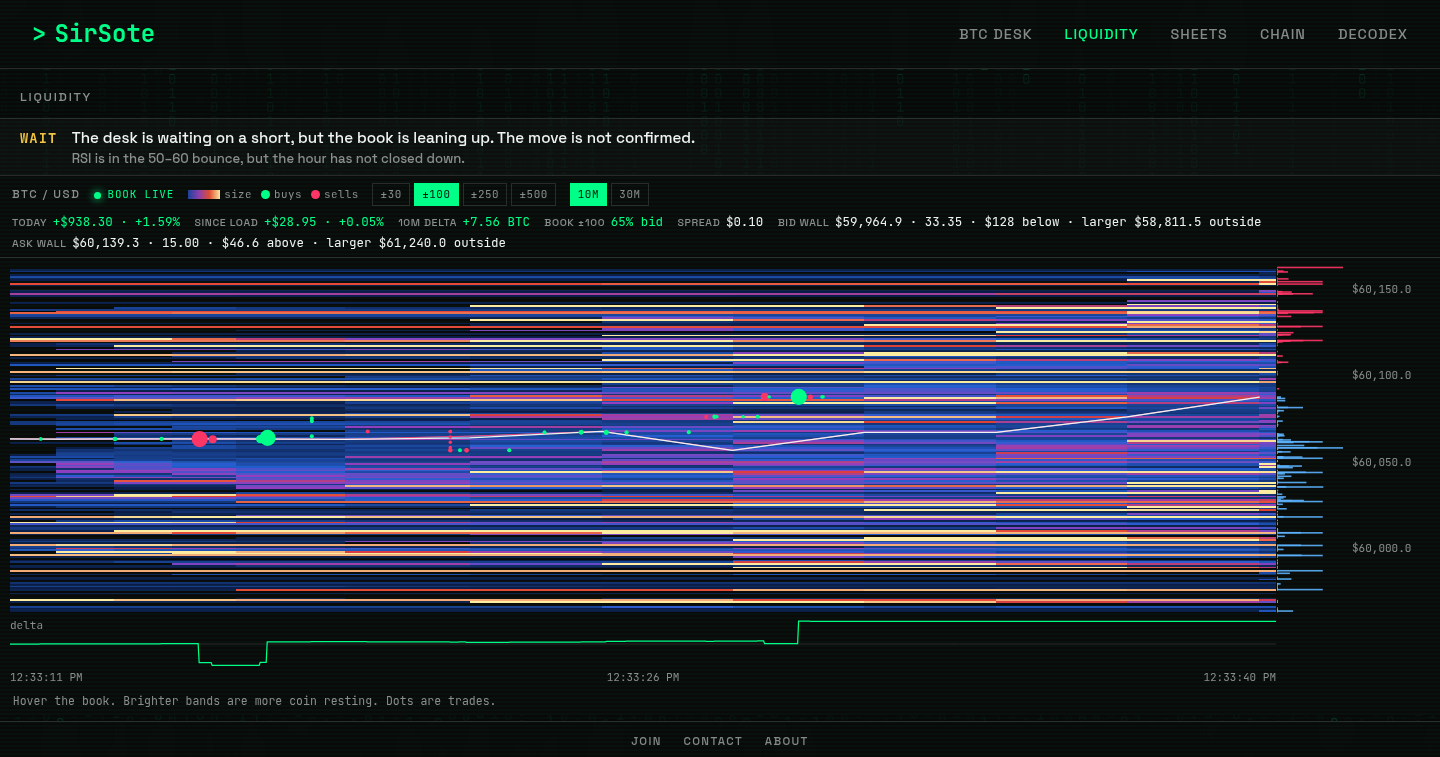 > SirSote
BTC DESK LIQUIDITY SHEETS CHAIN DECODEX
LIQUIDITY
WAIT The desk is waiting on a short, but the book is leaning up. The move is not confirmed.
RSI is in the 50–60 bounce, but the hour has not closed down.
BTC / USD BOOK LIVE size buys sells ±30 ±100 ±250 ±500 10M 30M
TODAY +$938.30 · +1.59% SINCE LOAD +$28.95 · +0.05% 10M DELTA +7.56 BTC BOOK ±100 65% bid SPREAD $0.10 BID WALL $59,964.9 · 33.35 · $128 below · larger $58,811.5 outside
ASK WALL $60,139.3 · 15.00 · $46.6 above · larger $61,240.0 outside
$60,150.0
$60,100.0
$60,050.0
$60,000.0
delta
12:33:11 PM 12:33:26 PM 12:33:40 PM
Hover the book. Brighter bands are more coin resting. Dots are trades.
JOIN CONTACT ABOUT